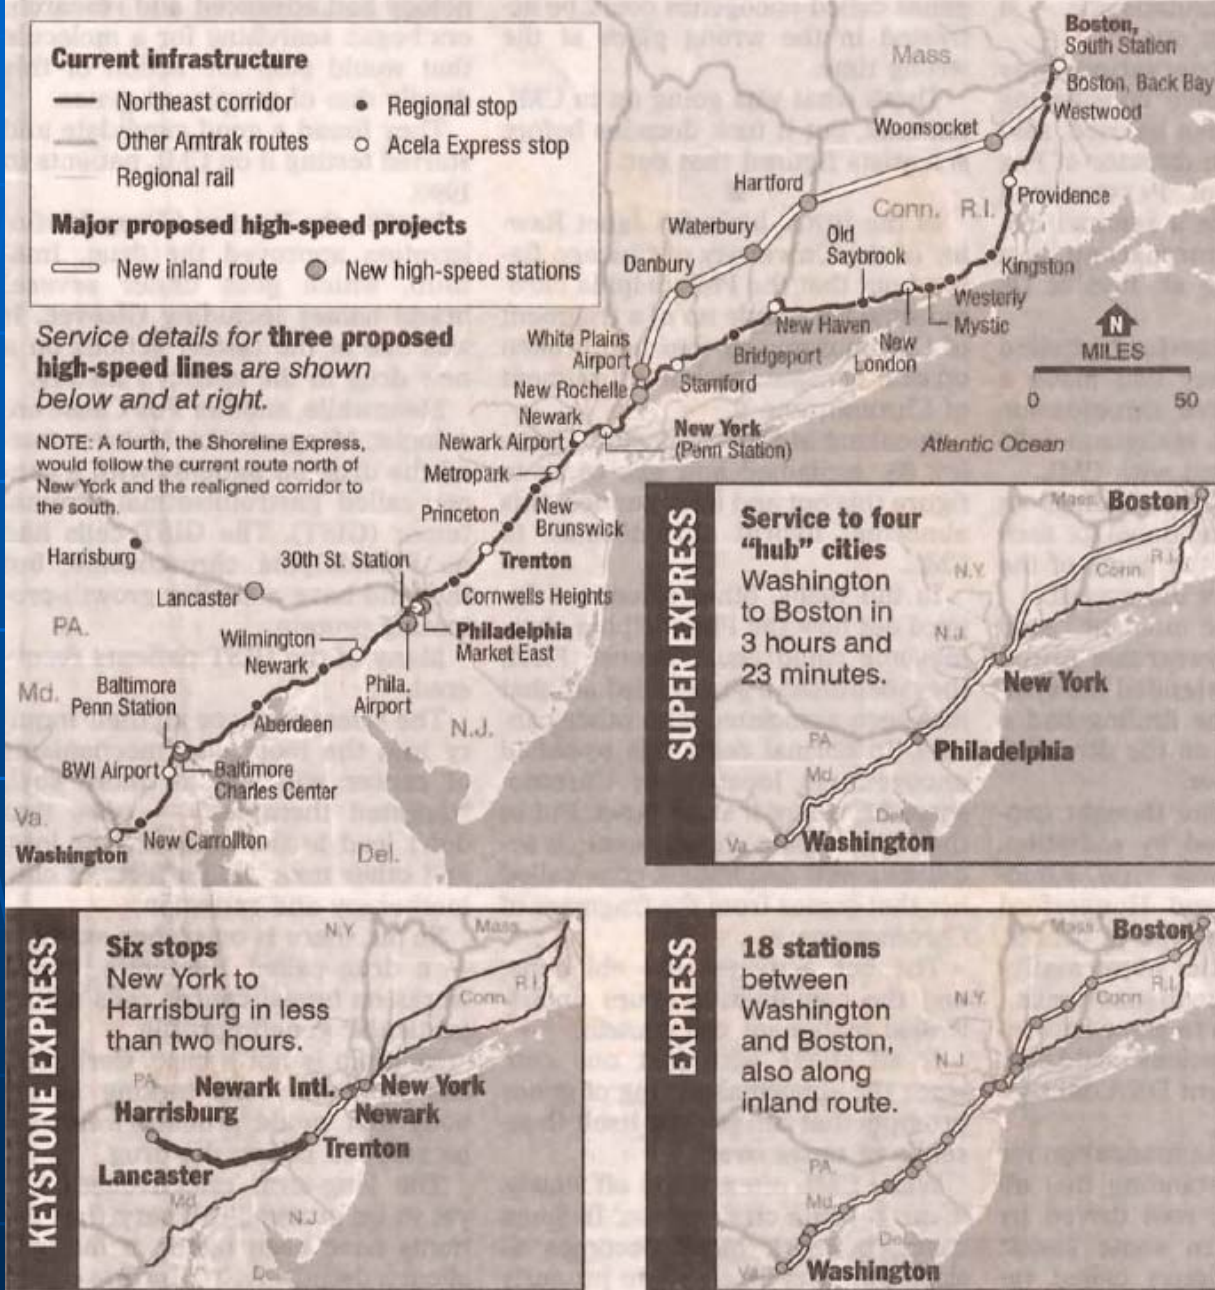 Current infrastructure
Northeast corridor
Other Amtrak routes
Regional rail
Regional stop
Acela Express stop
Major proposed high-speed projects
New inland route
New high-speed stations
Service details for three proposed
high-speed lines are shown
below and at right.
NOTE: A fourth, the Shoreline Express,
would follow the current route north of
New York and the realigned corridor to
the south.
Mass.
Boston,
South Station
Boston, Back Bay
Westwood
Woonsocket
Providence
Hartford
Conn.
R.I.
Waterbury
Old
Saybrook
Kingston
Danbury
Westerly
Mystic
New Haven
New
London
White Plains
Airport
Bridgeport
N
MILES
0
50
New Rochelle
Stamford
Newark
Newark Airport
New York
(Penn Station)
Atlantic Ocean
Metropark
New
Brunswick
Princeton
Harrisburg
30th St. Station
Trenton
Lancaster
Cornwells Heights
PA.
Philadelphia
Market East
Wilmington
Newark
Md.
Phila.
Airport
Baltimore
Penn Station
Aberdeen
N.J.
BWI Airport
Baltimore
Charles Center
Va.
New Carrollton
Washington
Del.
SUPER EXPRESS
Service to four
"hub" cities
Washington
to Boston in
3 hours and
23 minutes.
Mass.
Boston
N.Y.
Conn.
R.I.
N.J.
New York
PA.
Philadelphia
Md.
Del.
Va.
Washington
KEYSTONE EXPRESS
Six stops
New York to
Harrisburg in less
than two hours.
N.Y.
Mass.
Conn.
R.I.
PA.
Newark Intl.
New York
Harrisburg
Newark
Trenton
Lancaster
Md.
N.J.
Del.
EXPRESS
18 stations
between
Washington
and Boston,
also along
inland route.
Mass.
Boston
N.Y.
Conn.
R.I.
N.J.
PA.
Md.
Del.
Va.
Washington